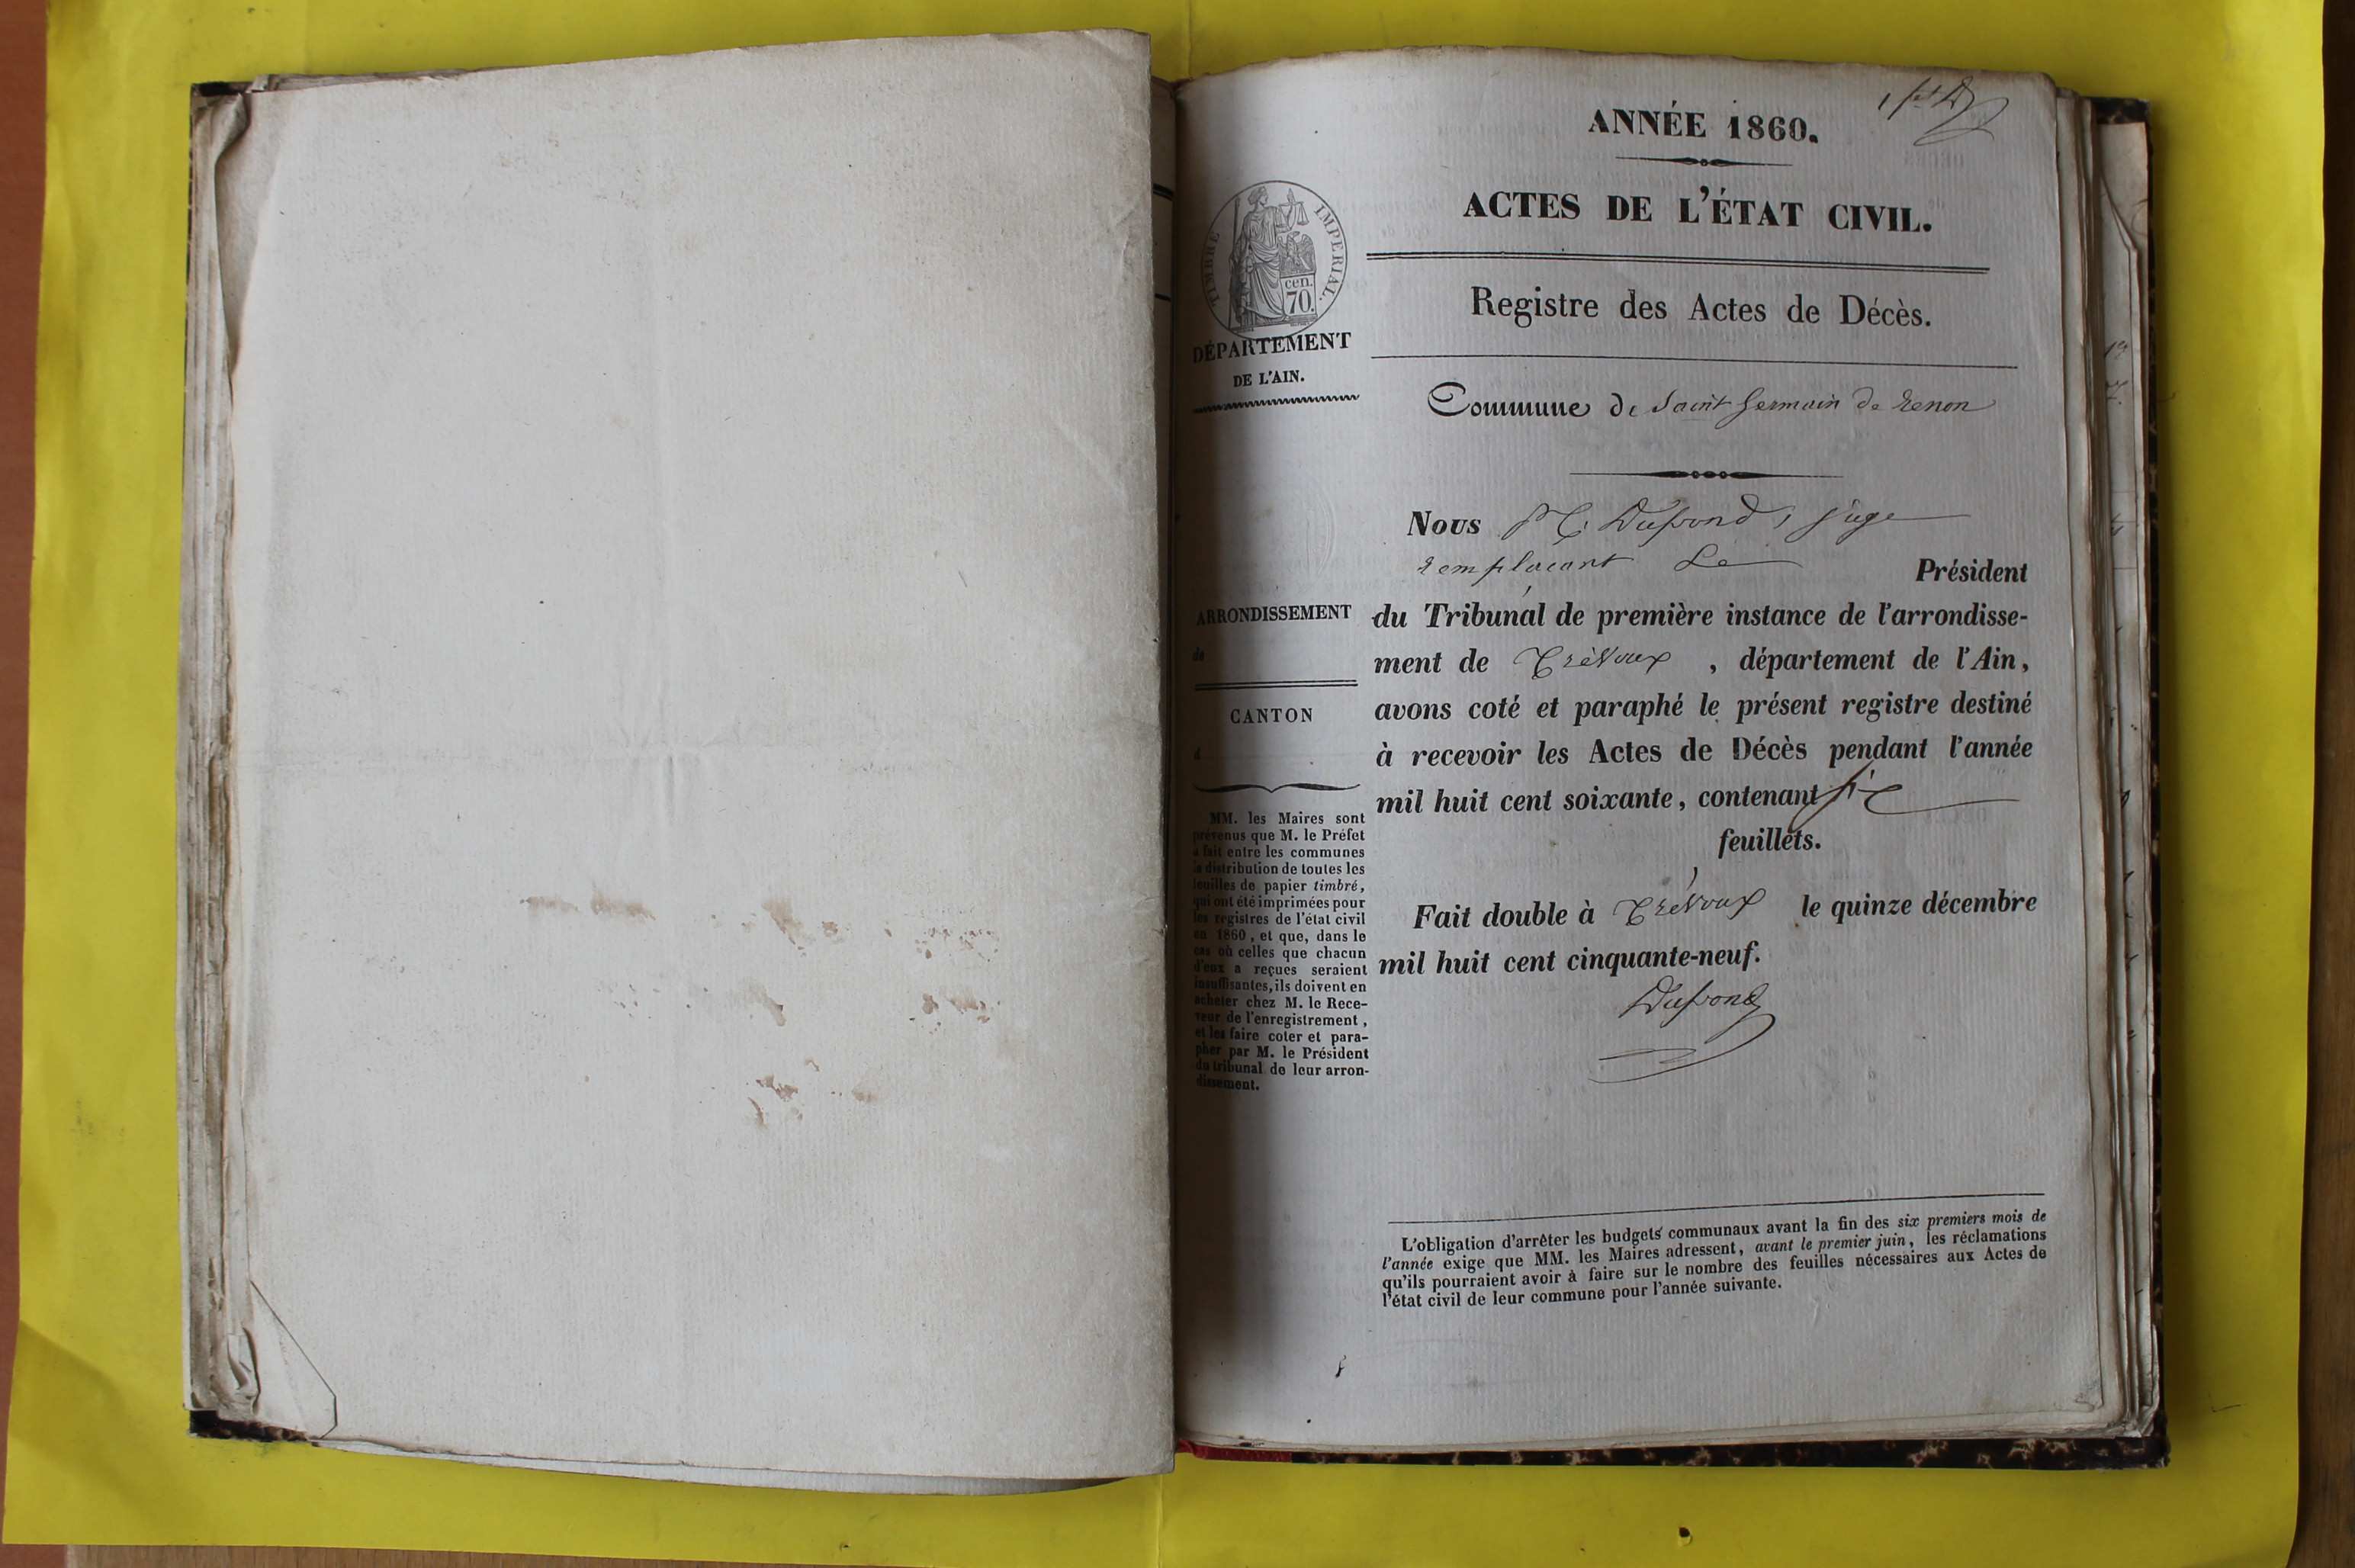 ANNÉE 1860.
ACTES DE L'ÉTAT CIVIL.
TIMBRE IMPERIAL.
cen.
70.
Registre des Actes de Décès.
DÉPARTEMENT
DE L'AIN.
Commune de Saint Germain de Renon
Nous Dupond, juge
remplaçant le Président
du Tribunal de première instance de l'arrondisse-
ment de Trévoux, département de l'Ain,
avons coté et paraphé le présent registre destiné
à recevoir les Actes de Décès pendant l'année
mil huit cent soixante, contenant six
feuillets.
Fait double à Trévoux le quinze décembre
mil huit cent cinquante-neuf.
Dupond
ARRONDISSEMENT
de
CANTON
d
MM. les Maires sont
prévenus que M. le Préfet
a fait entre les communes
la distribution de toutes les
feuilles de papier timbré,
qui ont été imprimées pour
les registres de l'état civil
en 1860, et que, dans le
cas où celles que chacun
d'eux a reçues seraient
insuffisantes, ils doivent en
acheter chez M. le Rece-
veur de l'enregistrement,
et les faire coter et para-
pher par M. le Président
du tribunal de leur arron-
dissement.
L'obligation d'arrêter les budgets communaux avant la fin des six premiers mois de
l'année exige que MM. les Maires adressent, avant le premier juin, les réclamations
qu'ils pourraient avoir à faire sur le nombre des feuilles nécessaires aux Actes de
l'état civil de leur commune pour l'année suivante.